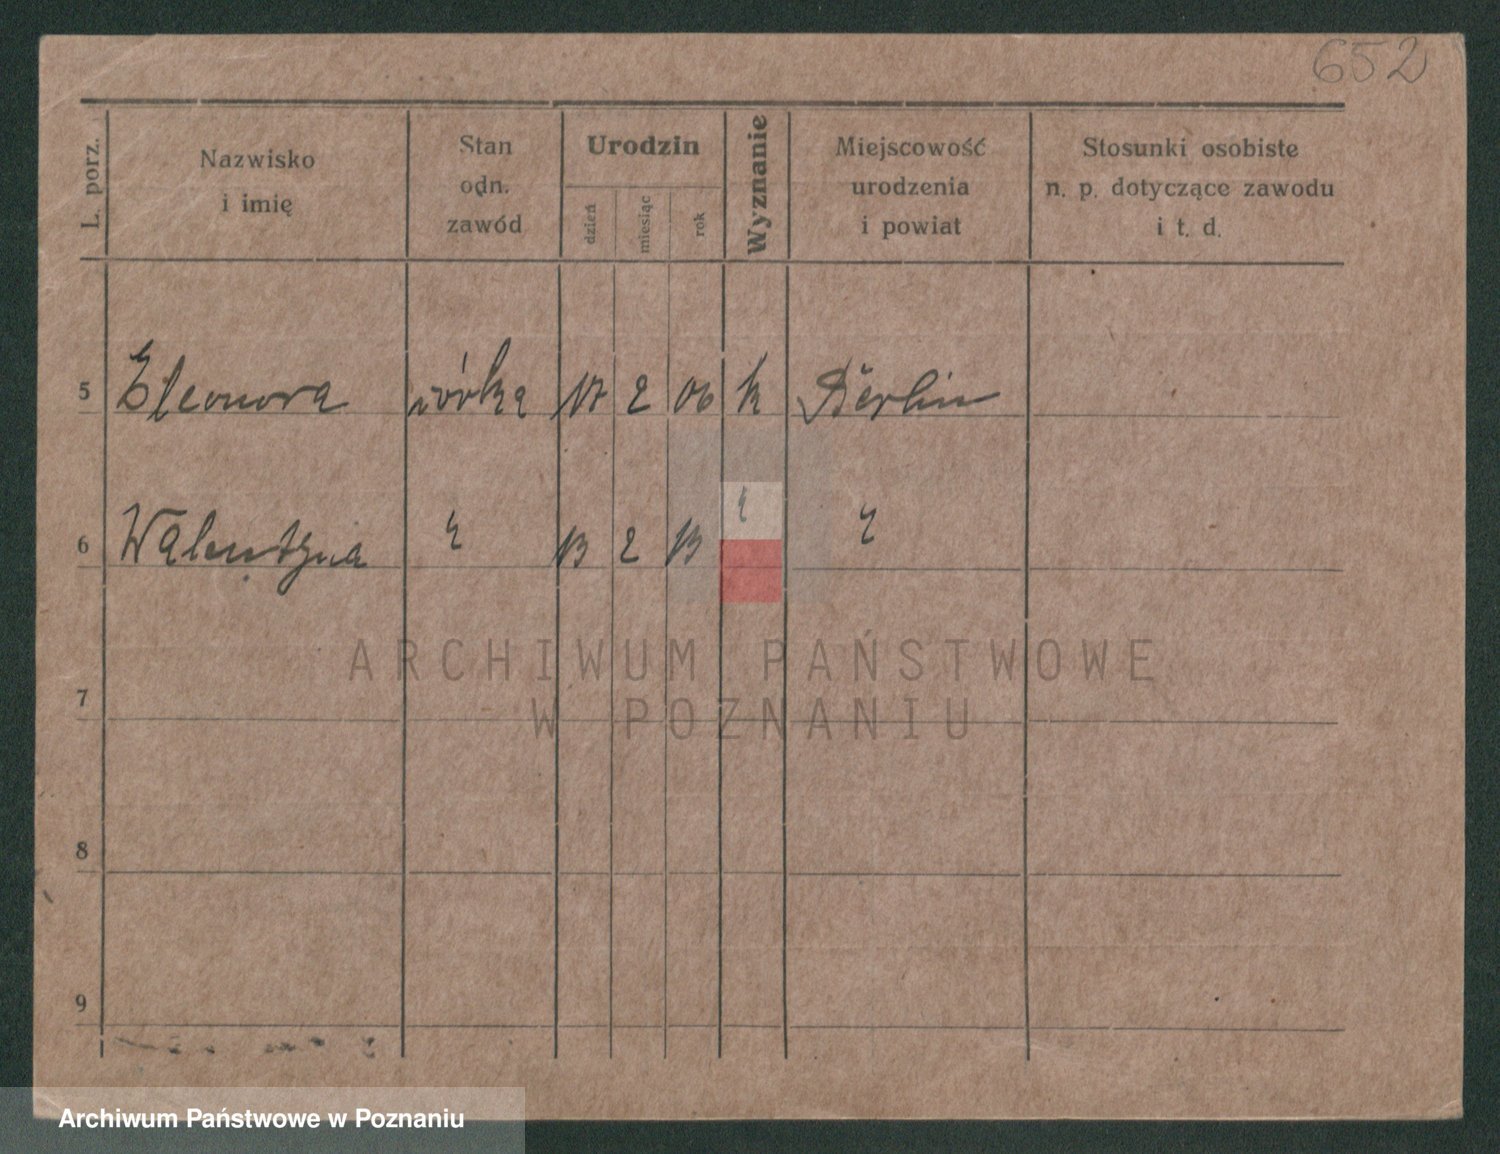 652
L. porz.
Nazwisko
i imię
Stan
odn.
zawód
Urodzin
dzień
miesiąc
rok
Wyznanie
Miejscowość
urodzenia
i powiat
Stosunki osobiste
n. p. dotyczące zawodu
i t. d.
5 Eleonora córka 17 2 06 k Berlin
6 Walentyna 13 2 13
ARCHIWUM PAŃSTWOWE
W POZNANIU
7
8
9
Archiwum Państwowe w Poznaniu